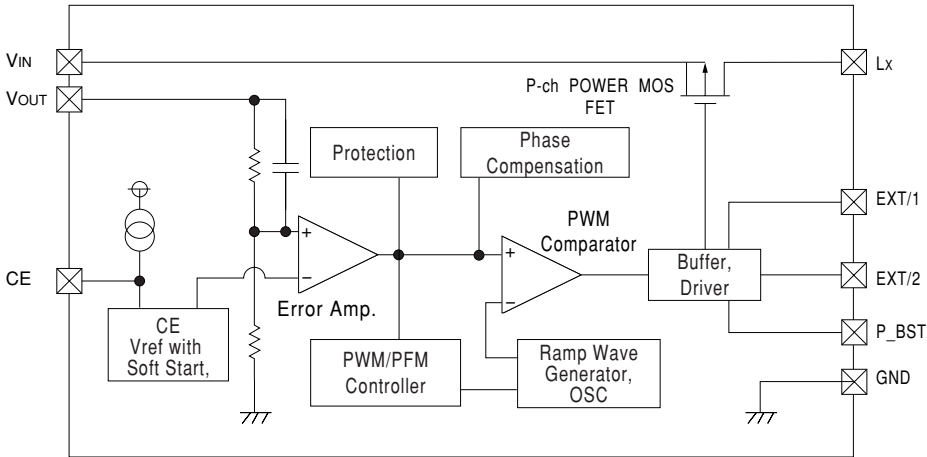 VIN
VOUT
CE
P-ch POWER MOS
FET
Lx
Protection
Phase
Compensation
EXT/1
+
−
Error Amp.
PWM
Comparator
+
−
Buffer,
Driver
EXT/2
P_BST
CE
Vref with
Soft Start,
PWM/PFM
Controller
Ramp Wave
Generator,
OSC
GND